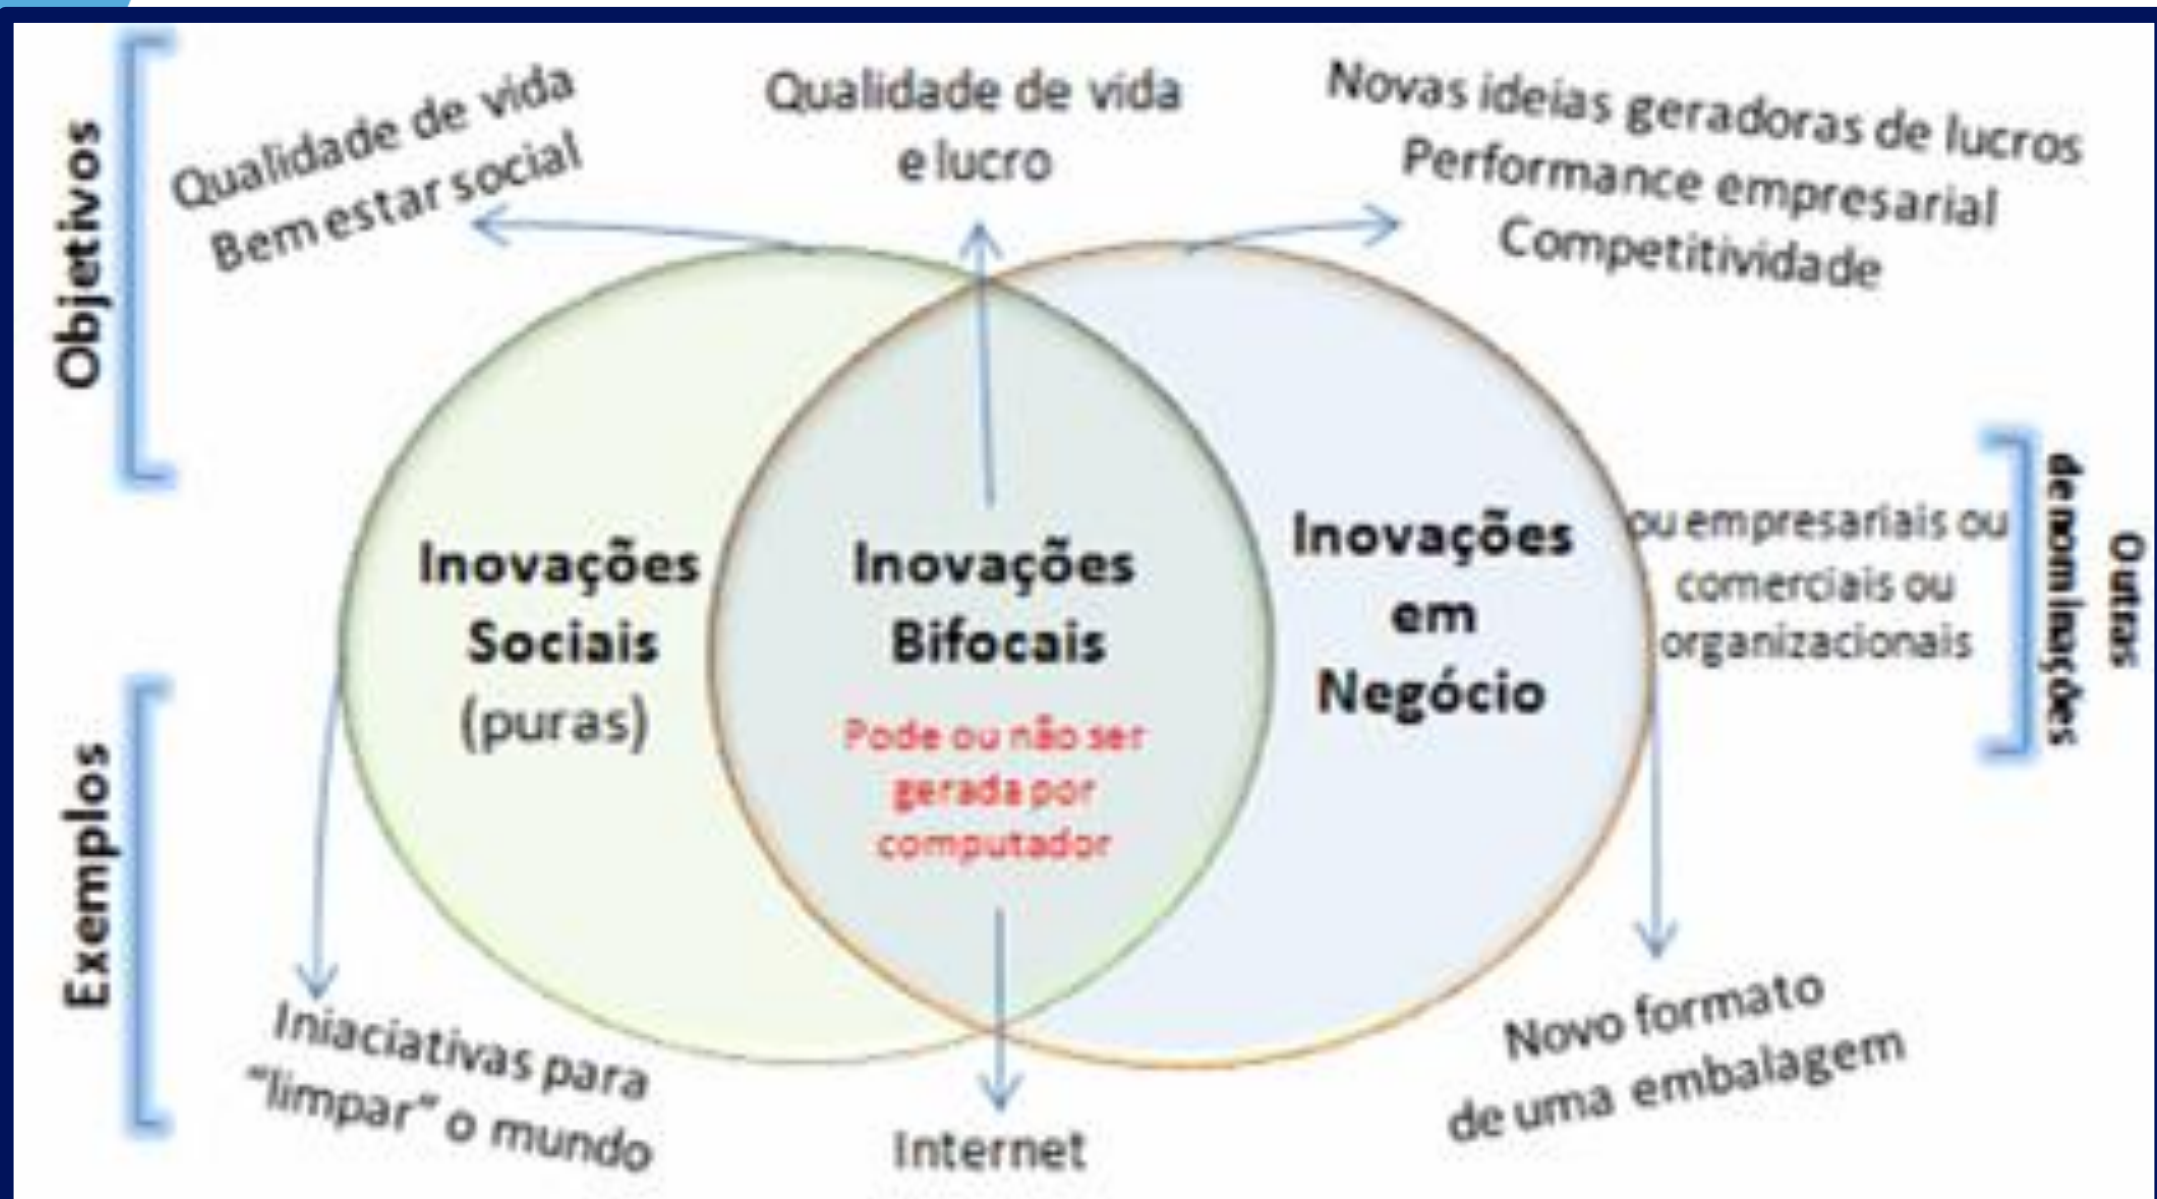 Objetivos
Qualidade de vida
Bem estar social
Qualidade de vida
e lucro
Novas ideias geradoras de lucros
Performance empresarial
Competitividade
Inovações
Sociais
(puras)
Inovações
Bifocais
Pode ou não ser
gerada por
computador
Inovações
em
Negócio
ou empresariais ou
comerciais ou
organizacionais
Outras
denominações
Exemplos
Iniaciativas para
“limpar” o mundo
Internet
Novo formato
de uma embalagem